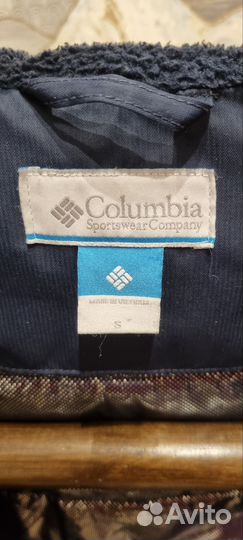 Columbia
Sportswear Company
MADE IN VIETNAM
S
Avito